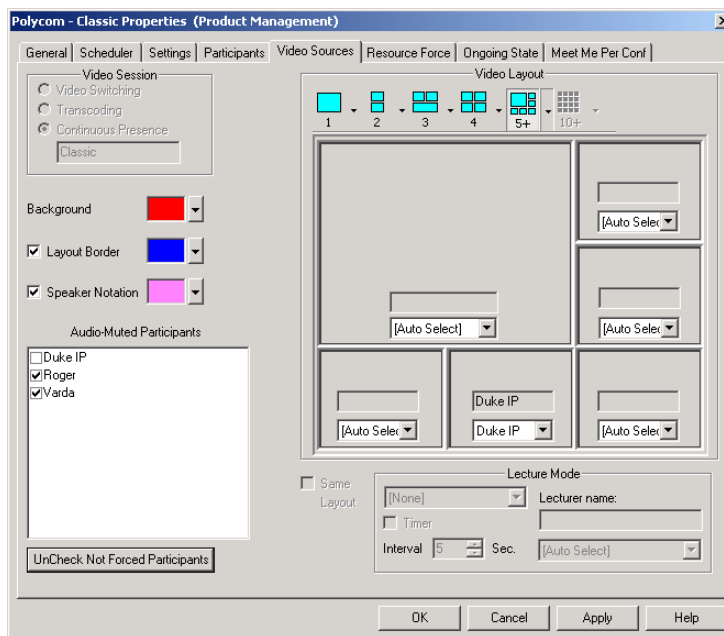 Polycom - Classic Properties (Product Management)
General Scheduler Settings Participants Video Sources Resource Force Ongoing State Meet Me Per Conf
Video Session
Video Switching
Transcoding
Continuous Presence
Classic
Background
Layout Border
Speaker Notation
Audio-Muted Participants
Duke IP
Roger
Varda
UnCheck Not Forced Participants
Video Layout
1 2 3 4 5+ 10+
[Auto Selec
[Auto Select]
[Auto Selec
Duke IP
[Auto Selec Duke IP [Auto Selec
Same
Layout
Lecture Mode
[None] Lecturer name:
Timer
Interval 5 Sec. [Auto Select]
OK Cancel Apply Help